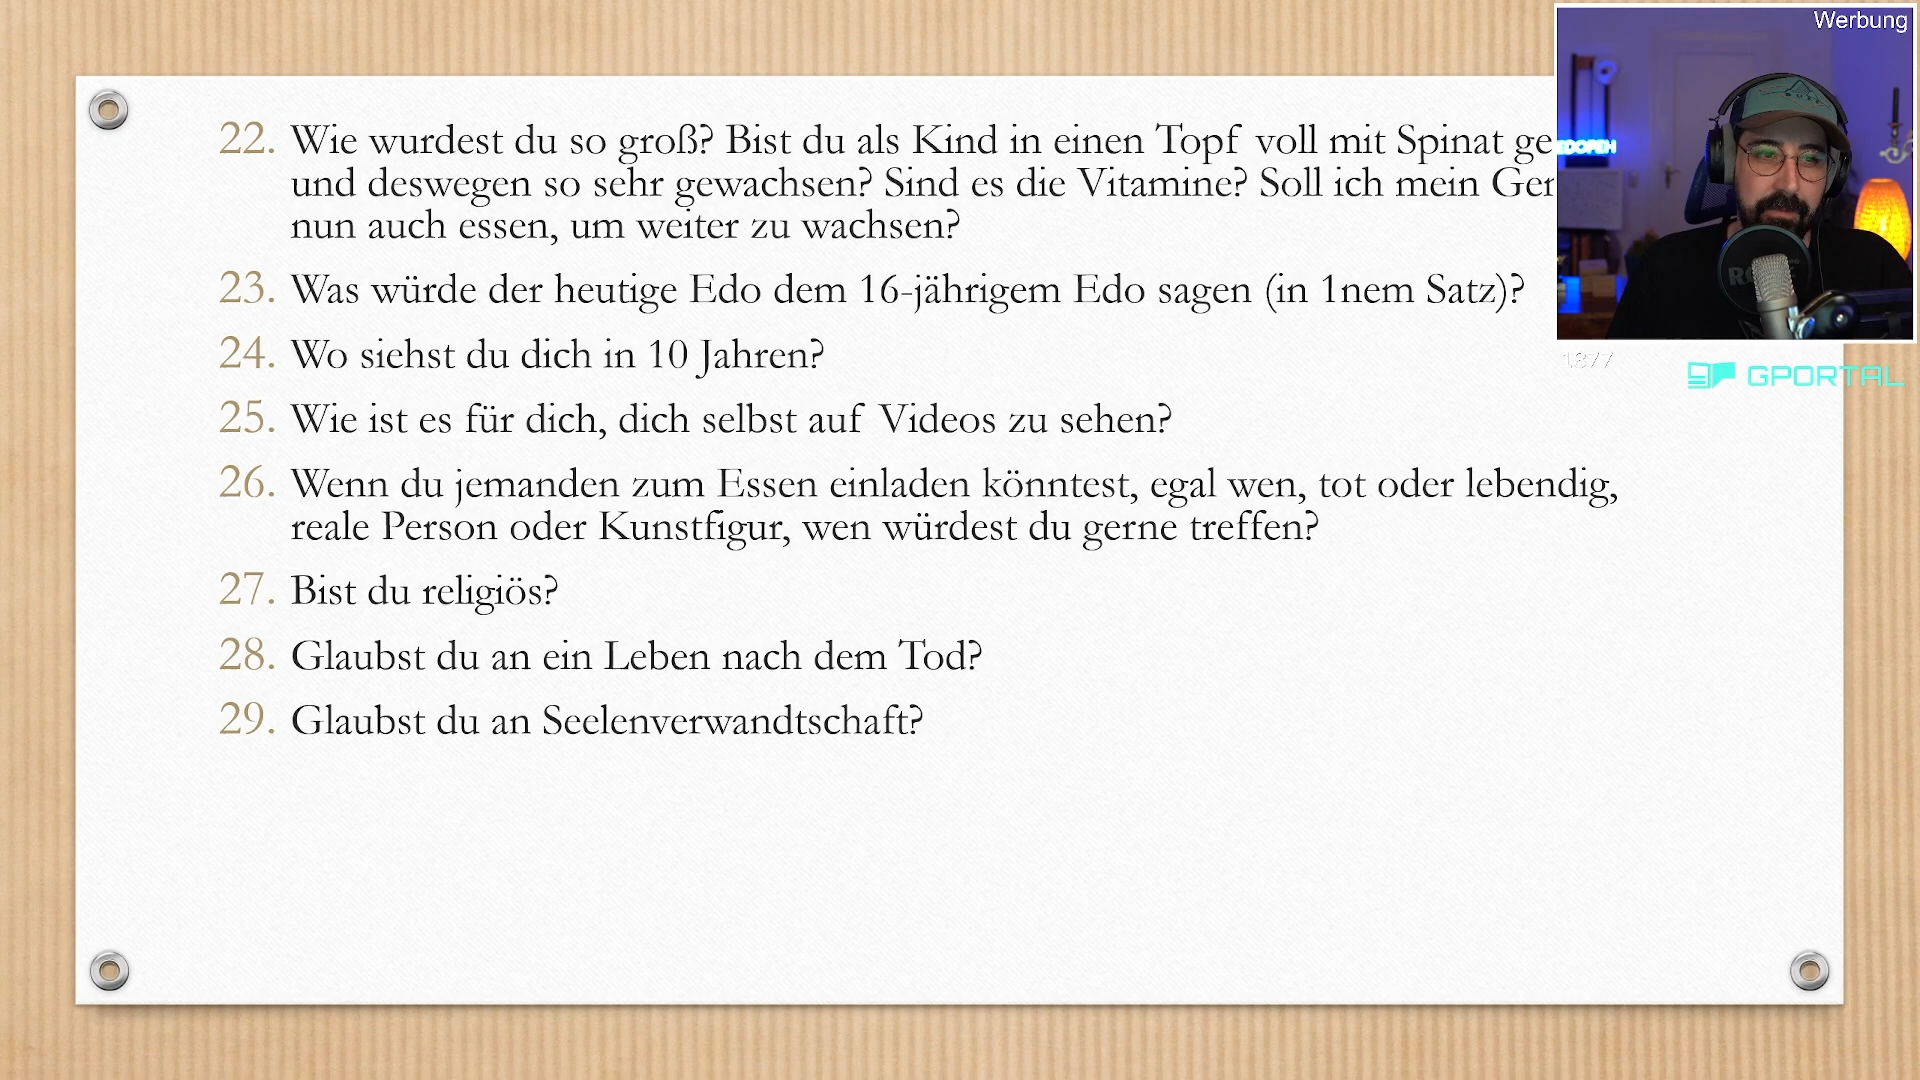 22. Wie wurdest du so groß? Bist du als Kind in einen Topf voll mit Spinat
und deswegen so sehr gewachsen? Sind es die Vitamine? Soll ich mein
nun auch essen, um weiter zu wachsen?
23. Was würde der heutige Edo dem 16-jährigem Edo sagen (in 1nem Satz)?
24. Wo siehst du dich in 10 Jahren?
25. Wie ist es für dich, dich selbst auf Videos zu sehen?
26. Wenn du jemanden zum Essen einladen könntest, egal wen, tot oder lebendig,
reale Person oder Kunstfigur, wen würdest du gerne treffen?
27. Bist du religiös?
28. Glaubst du an ein Leben nach dem Tod?
29. Glaubst du an Seelenverwandtschaft?
Werbung
EDOPEH
1377
GPORTAL